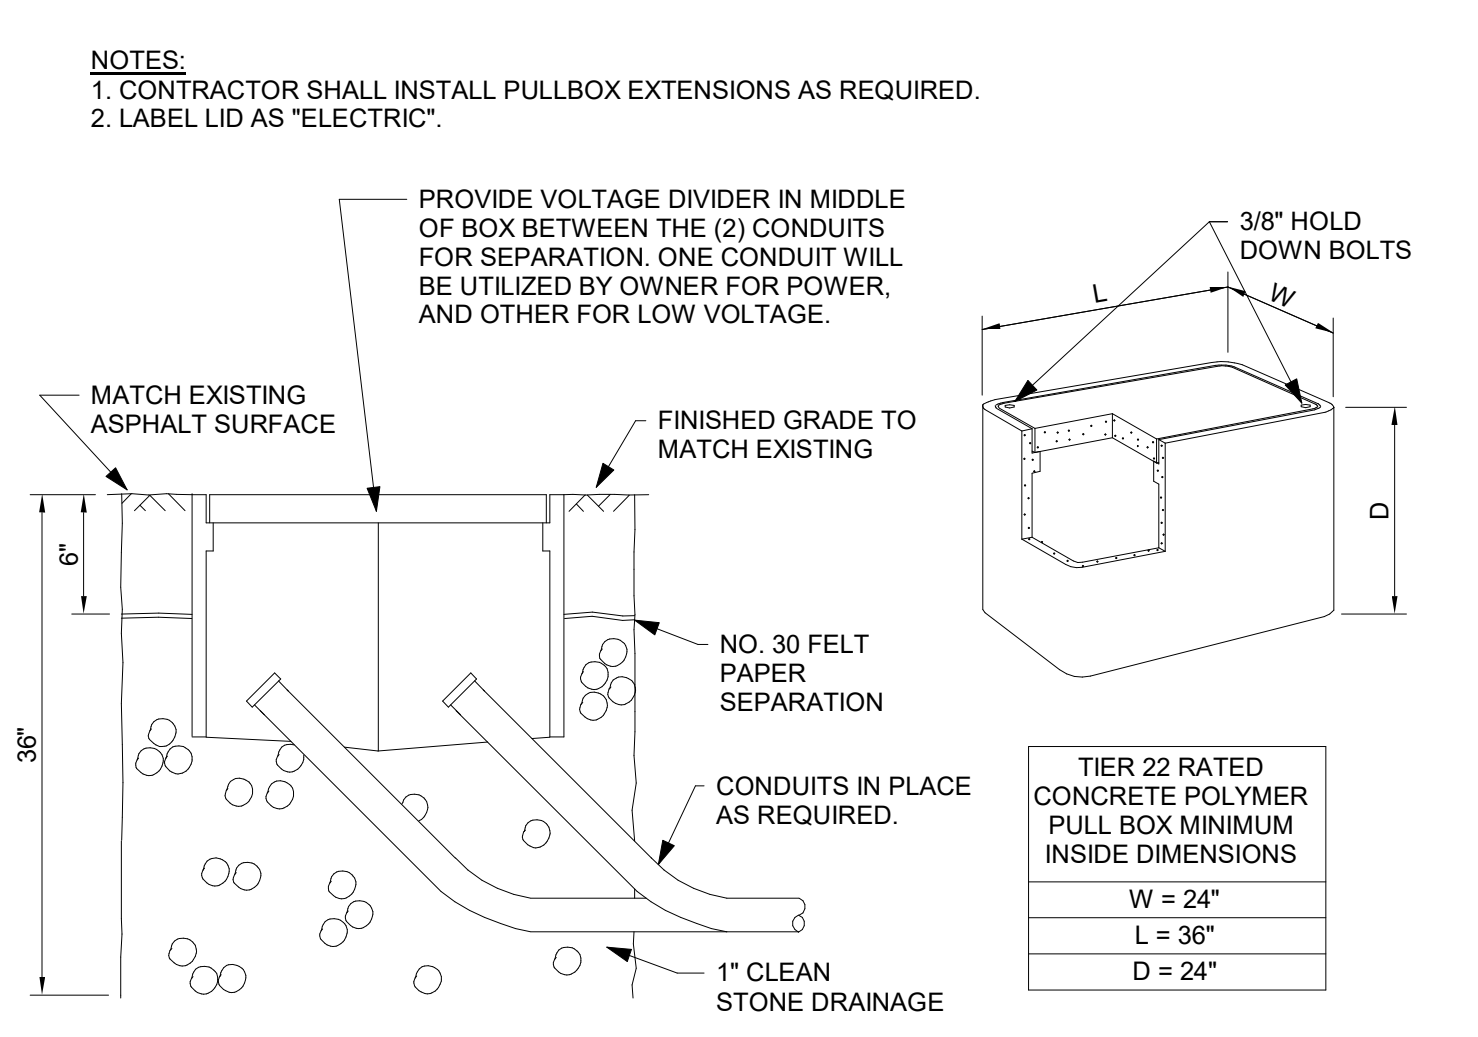 NOTES:
1. CONTRACTOR SHALL INSTALL PULLBOX EXTENSIONS AS REQUIRED.
2. LABEL LID AS "ELECTRIC".
PROVIDE VOLTAGE DIVIDER IN MIDDLE
OF BOX BETWEEN THE (2) CONDUITS
FOR SEPARATION. ONE CONDUIT WILL
BE UTILIZED BY OWNER FOR POWER,
AND OTHER FOR LOW VOLTAGE.
3/8" HOLD
DOWN BOLTS
L
W
D
MATCH EXISTING
ASPHALT SURFACE
FINISHED GRADE TO
MATCH EXISTING
6"
36"
NO. 30 FELT
PAPER
SEPARATION
CONDUITS IN PLACE
AS REQUIRED.
1" CLEAN
STONE DRAINAGE
TIER 22 RATED
CONCRETE POLYMER
PULL BOX MINIMUM
INSIDE DIMENSIONS
W = 24"
L = 36"
D = 24"